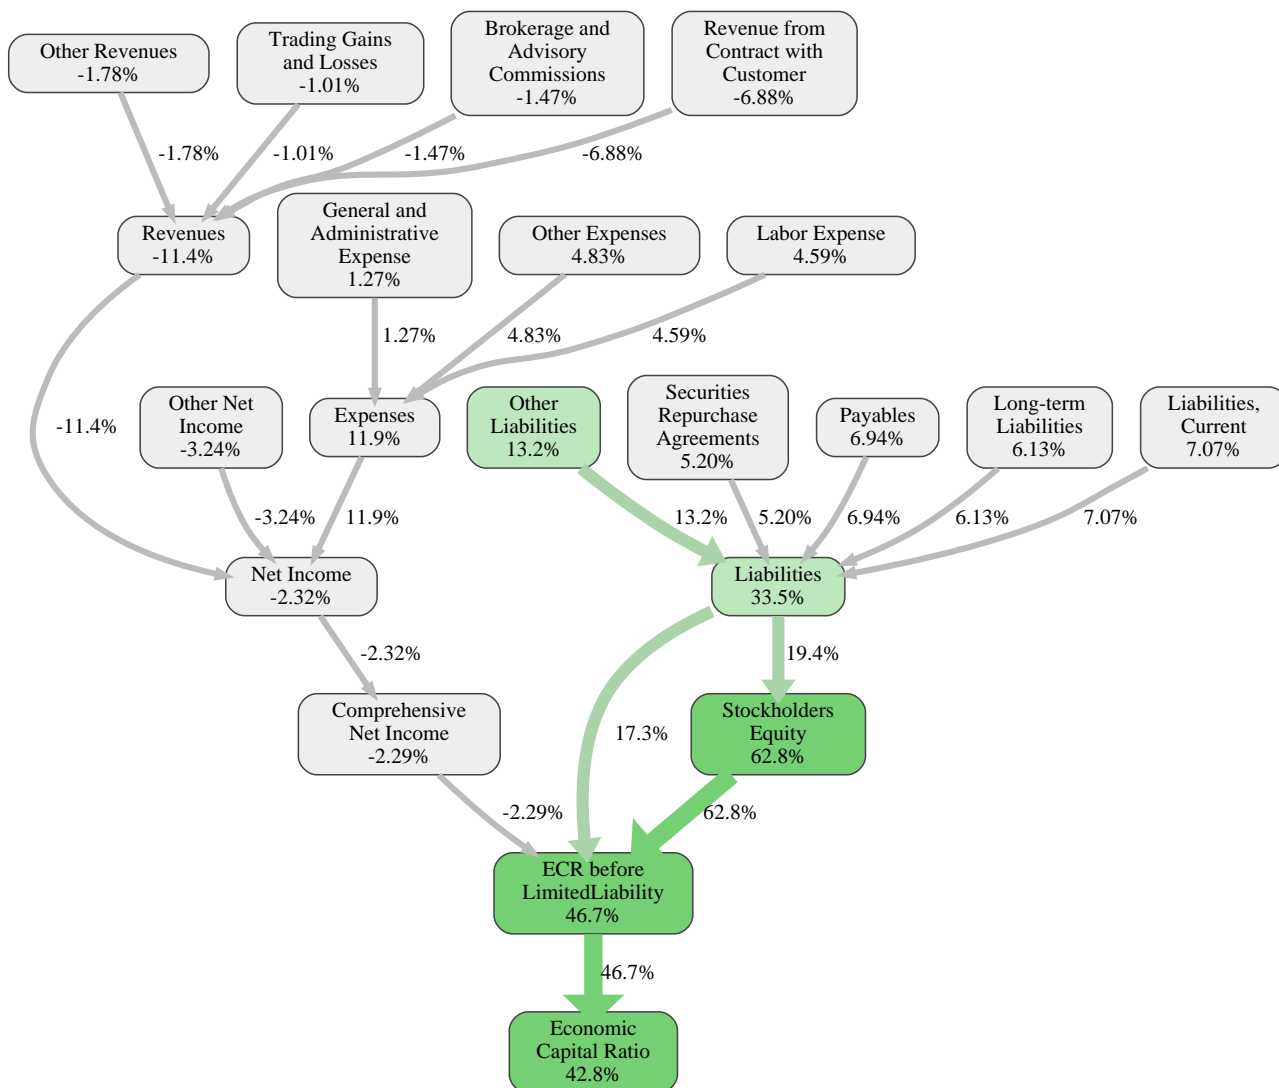 Other Revenues
-1.78%
Trading Gains
and Losses
-1.01%
Brokerage and
Advisory
Commissions
-1.47%
Revenue from
Contract with
Customer
-6.88%
-1.78%
-1.01%
-1.47%
-6.88%
Revenues
-11.4%
General and
Administrative
Expense
1.27%
Other Expenses
4.83%
Labor Expense
4.59%
1.27%
4.83%
4.59%
-11.4%
Other Net
Income
-3.24%
Expenses
11.9%
Other
Liabilities
13.2%
Securities
Repurchase
Agreements
5.20%
Payables
6.94%
Long-term
Liabilities
6.13%
Liabilities,
Current
7.07%
-3.24%
11.9%
13.2%
5.20%
6.94%
6.13%
7.07%
Net Income
-2.32%
Liabilities
33.5%
-2.32%
19.4%
Comprehensive
Net Income
-2.29%
17.3%
Stockholders
Equity
62.8%
-2.29%
62.8%
ECR before
LimitedLiability
46.7%
46.7%
Economic
Capital Ratio
42.8%